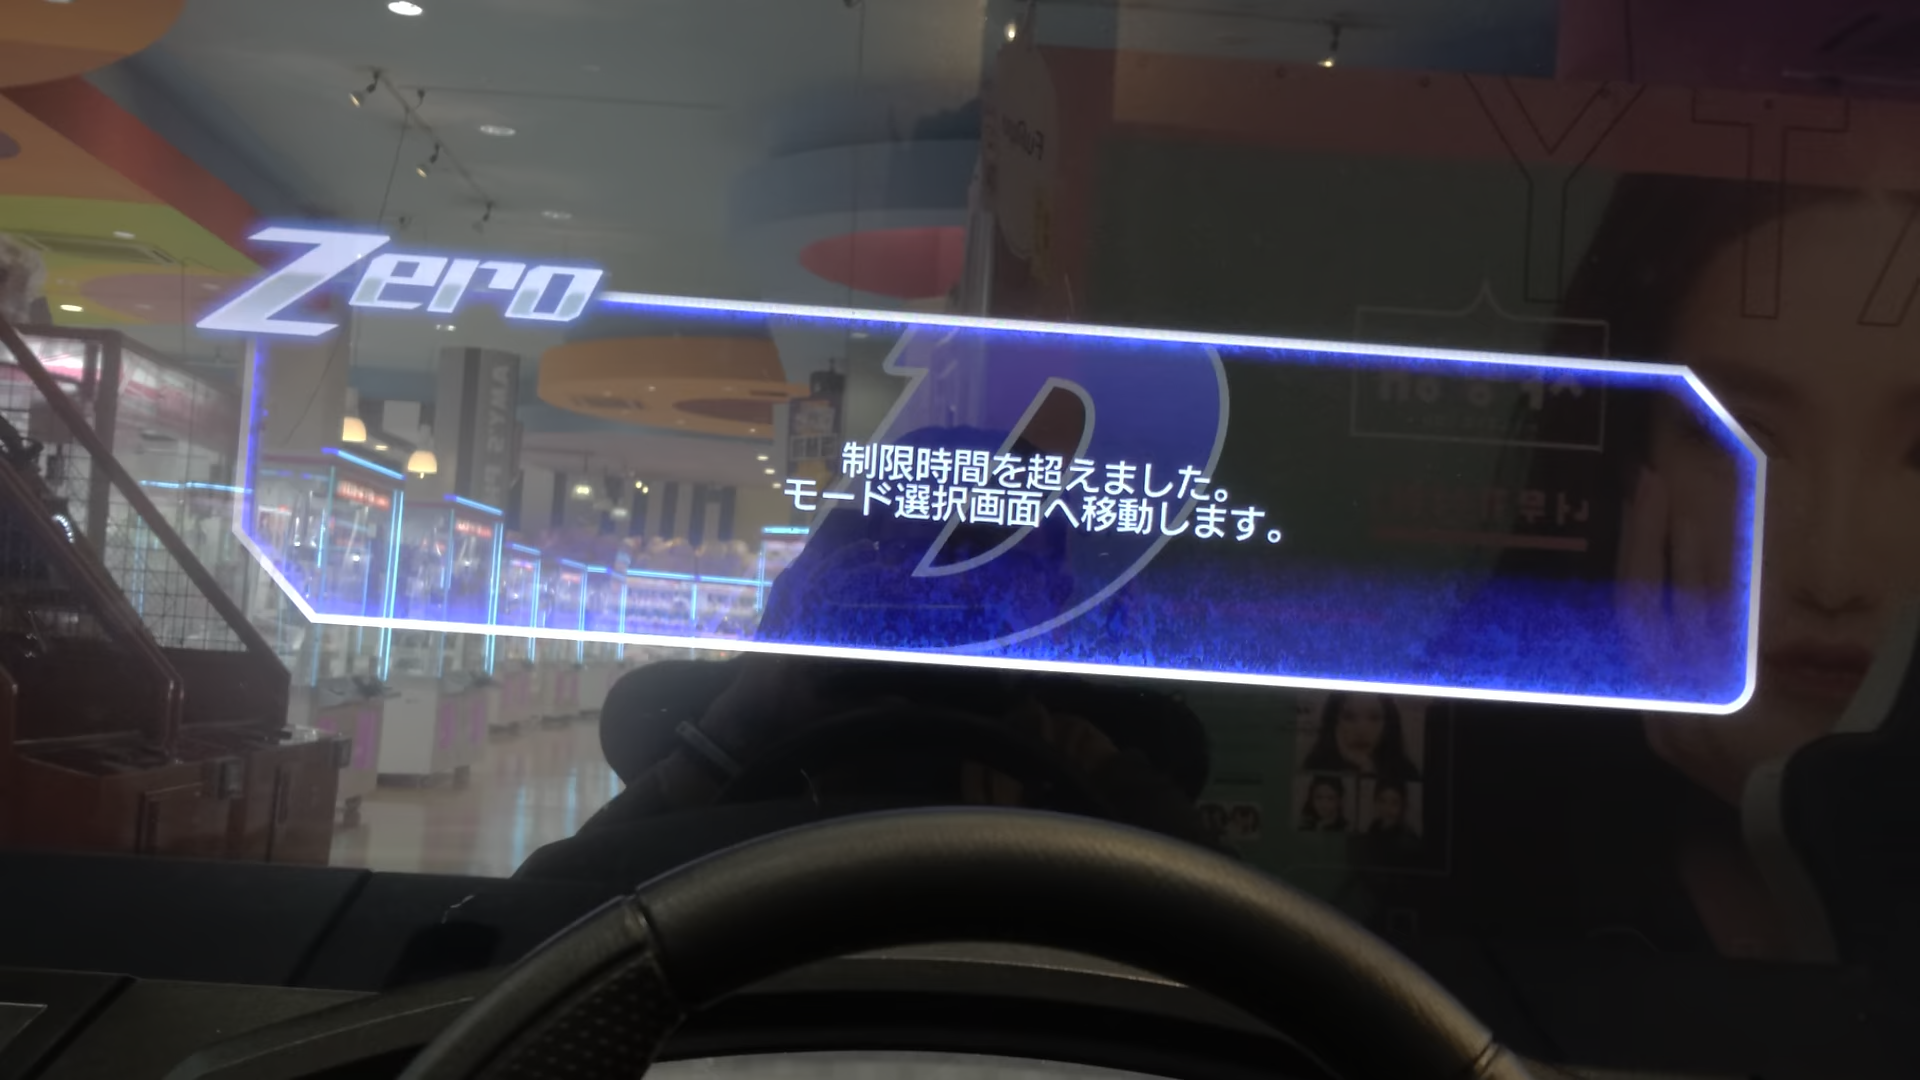 Zero
制限時間を超えました。
モード選択画面へ移動します。